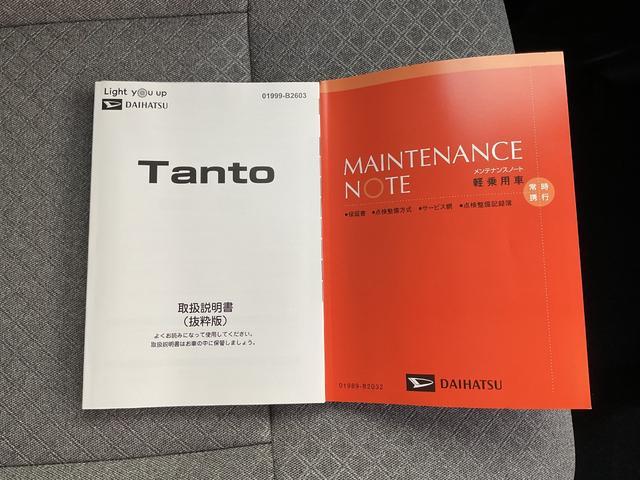 Light you up
DAIHATSU
01999-B2603
Tanto
取扱説明書
（抜粋版）
よくお読みになって使用してください。
取扱説明書はお車の中に保管しましょう。
MAINTENANCE
NOTE
メンテナンスノート
軽乗用車
常時
携行
●保証書 ●点検整備方式 ●サービス網 ●点検整備記録簿
01989-B2032
DAIHATSU